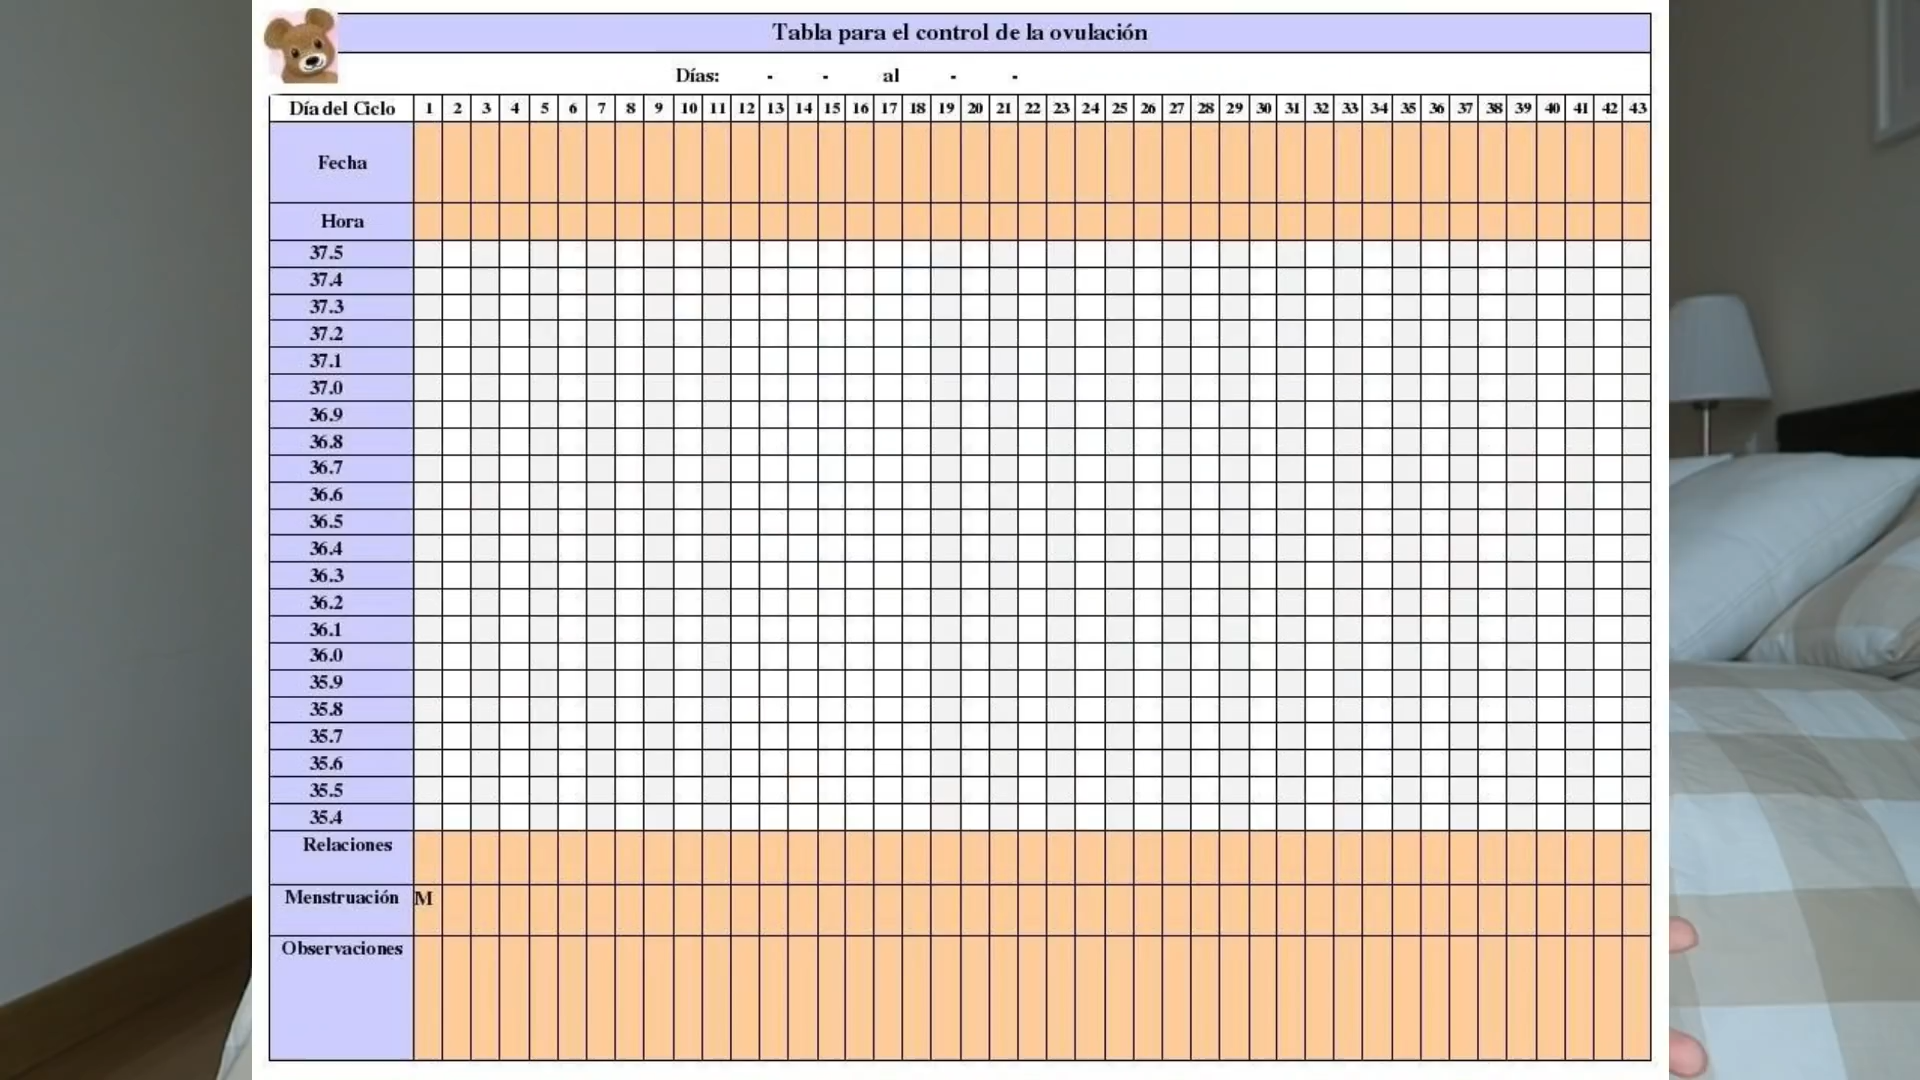 Tabla para el control de la ovulación
Días: - - al - -
Día del Ciclo 1 2 3 4 5 6 7 8 9 10 11 12 13 14 15 16 17 18 19 20 21 22 23 24 25 26 27 28 29 30 31 32 33 34 35 36 37 38 39 40 41 42 43
Fecha
Hora
37.5
37.4
37.3
37.2
37.1
37.0
36.9
36.8
36.7
36.6
36.5
36.4
36.3
36.2
36.1
36.0
35.9
35.8
35.7
35.6
35.5
35.4
Relaciones
Menstruación M
Observaciones